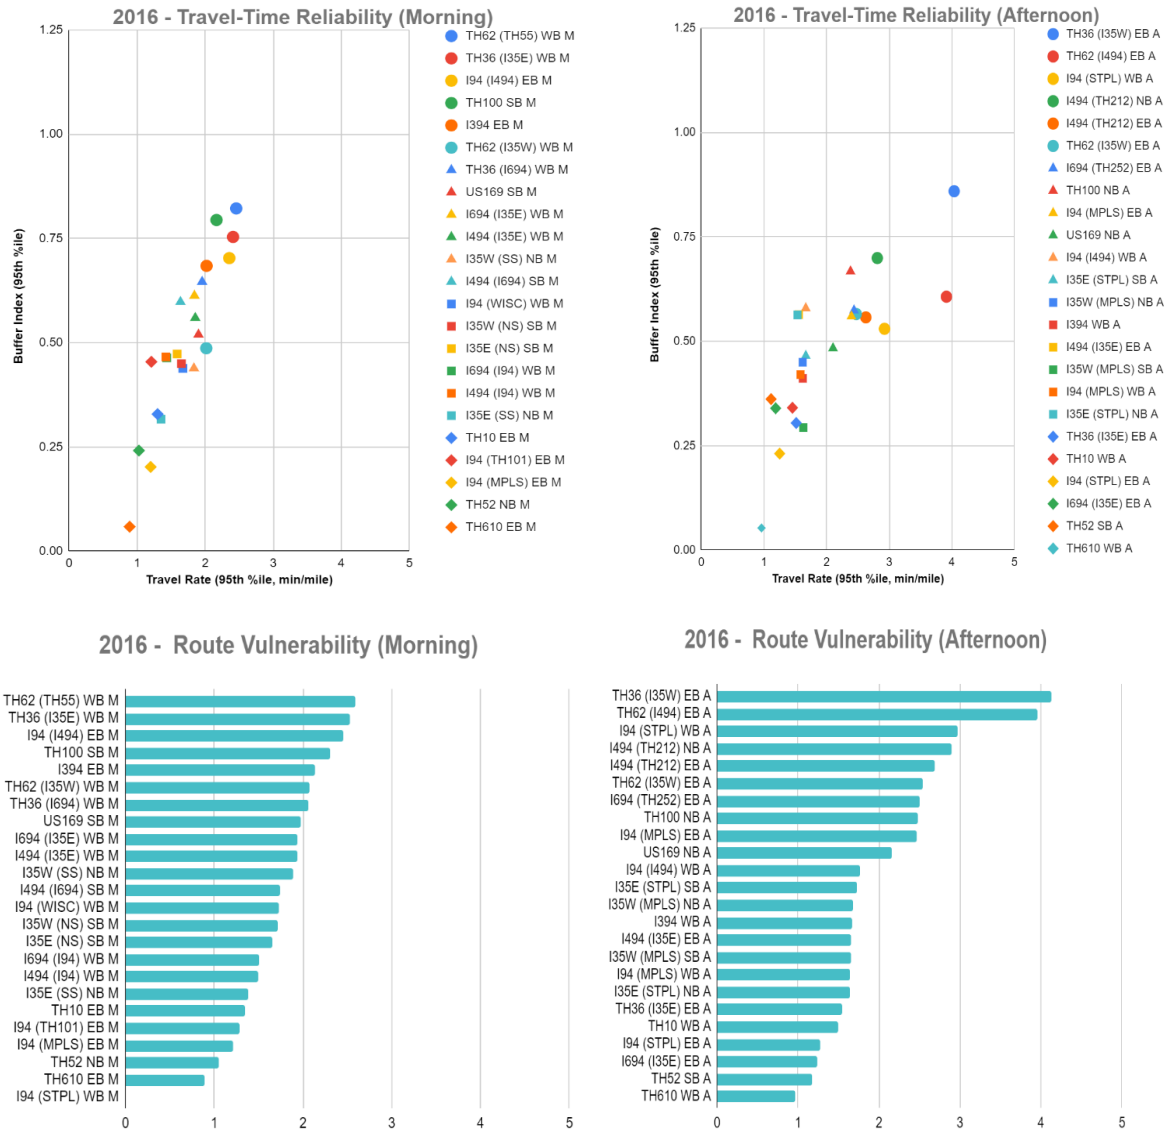 2016 - Travel-Time Reliability (Morning)
1.25
1.00
0.75
0.50
0.25
0.00
Buffer Index (95th %ile)
0 1 2 3 4 5
Travel Rate (95th %ile, min/mile)
TH62 (TH55) WB M
TH36 (I35E) WB M
I94 (I494) EB M
TH100 SB M
I394 EB M
TH62 (I35W) WB M
TH36 (I694) WB M
US169 SB M
I694 (I35E) WB M
I494 (I35E) WB M
I35W (SS) NB M
I494 (I694) SB M
I94 (WISC) WB M
I35W (NS) SB M
I35E (NS) SB M
I694 (I94) WB M
I494 (I94) WB M
I35E (SS) NB M
TH10 EB M
I94 (TH101) EB M
I94 (MPLS) EB M
TH52 NB M
TH610 EB M
2016 - Travel-Time Reliability (Afternoon)
1.25
1.00
0.75
0.50
0.25
0.00
Buffer Index (95th %ile)
0 1 2 3 4 5
Travel Rate (95th %ile, min/mile)
TH36 (I35W) EB A
TH62 (I494) EB A
I94 (STPL) WB A
I494 (TH212) NB A
I494 (TH212) EB A
TH62 (I35W) EB A
I694 (TH252) EB A
TH100 NB A
I94 (MPLS) EB A
US169 NB A
I94 (I494) WB A
I35E (STPL) SB A
I35W (MPLS) NB A
I394 WB A
I494 (I35E) EB A
I35W (MPLS) SB A
I94 (MPLS) WB A
I35E (STPL) NB A
TH36 (I35E) EB A
TH10 WB A
I94 (STPL) EB A
I694 (I35E) EB A
TH52 SB A
TH610 WB A
2016 - Route Vulnerability (Morning)
TH62 (TH55) WB M
TH36 (I35E) WB M
I94 (I494) EB M
TH100 SB M
I394 EB M
TH62 (I35W) WB M
TH36 (I694) WB M
US169 SB M
I694 (I35E) WB M
I494 (I35E) WB M
I35W (SS) NB M
I494 (I694) SB M
I94 (WISC) WB M
I35W (NS) SB M
I35E (NS) SB M
I694 (I94) WB M
I494 (I94) WB M
I35E (SS) NB M
TH10 EB M
I94 (TH101) EB M
I94 (MPLS) EB M
TH52 NB M
TH610 EB M
I94 (STPL) WB M
0 1 2 3 4 5
2016 - Route Vulnerability (Afternoon)
TH36 (I35W) EB A
TH62 (I494) EB A
I94 (STPL) WB A
I494 (TH212) NB A
I494 (TH212) EB A
TH62 (I35W) EB A
I694 (TH252) EB A
TH100 NB A
I94 (MPLS) EB A
US169 NB A
I94 (I494) WB A
I35E (STPL) SB A
I35W (MPLS) NB A
I394 WB A
I494 (I35E) EB A
I35W (MPLS) SB A
I94 (MPLS) WB A
I35E (STPL) NB A
TH36 (I35E) EB A
TH10 WB A
I94 (STPL) EB A
I694 (I35E) EB A
TH52 SB A
TH610 WB A
0 1 2 3 4 5